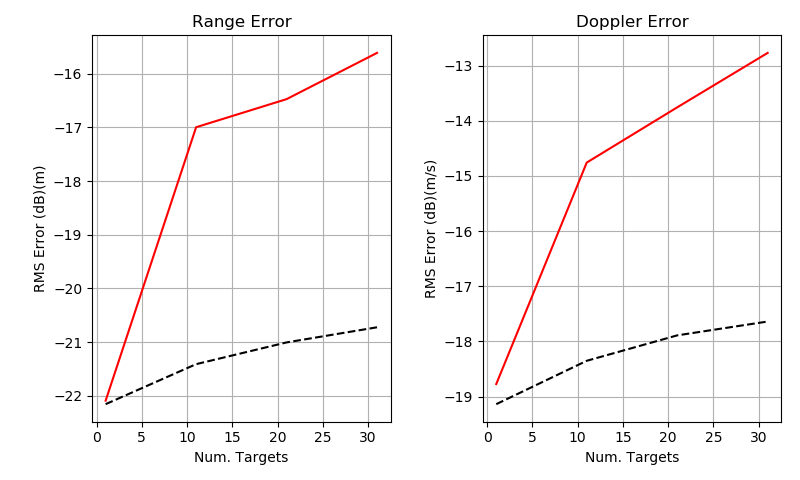 Range Error
RMS Error (dB)(m)
−16
−17
−18
−19
−20
−21
−22
0 5 10 15 20 25 30
Num. Targets
Doppler Error
RMS Error (dB)(m/s)
−13
−14
−15
−16
−17
−18
−19
0 5 10 15 20 25 30
Num. Targets